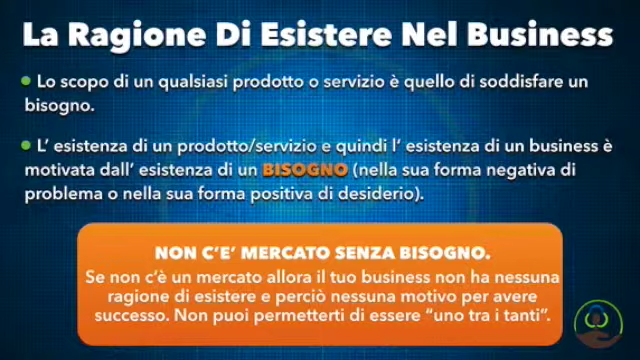 La Ragione Di Esistere Nel Business
• Lo scopo di un qualsiasi prodotto o servizio è quello di soddisfare un
bisogno.
• L’ esistenza di un prodotto/servizio e quindi l’ esistenza di un business è
motivata dall’ esistenza di un BISOGNO (nella sua forma negativa di
problema o nella sua forma positiva di desiderio).
NON C’E’ MERCATO SENZA BISOGNO.
Se non c’è un mercato allora il tuo business non ha nessuna
ragione di esistere e perciò nessuna motivo per avere
successo. Non puoi permetterti di essere “uno tra i tanti”.